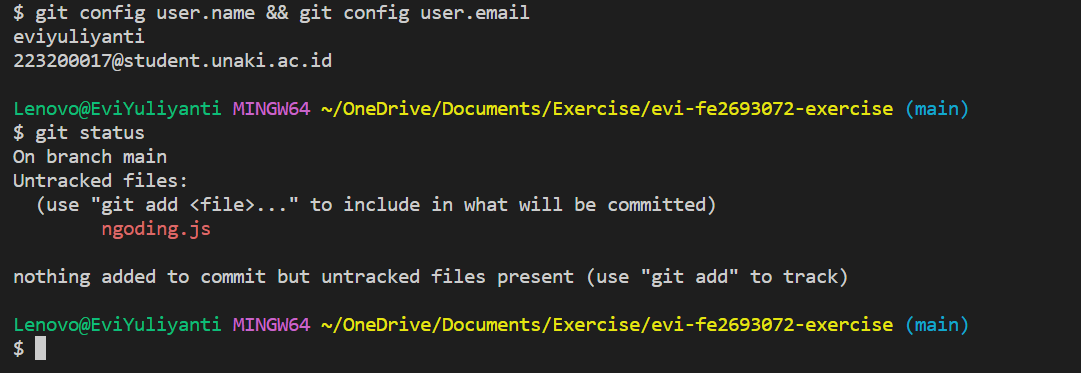 $ git config user.name && git config user.email
eviyuliyanti
223200017@student.unaki.ac.id
Lenovo@EviYuliyanti MINGW64 ~/OneDrive/Documents/Exercise/evi-fe2693072-exercise (main)
$ git status
On branch main
Untracked files:
  (use "git add <file>..." to include in what will be committed)
        ngoding.js
nothing added to commit but untracked files present (use "git add" to track)
Lenovo@EviYuliyanti MINGW64 ~/OneDrive/Documents/Exercise/evi-fe2693072-exercise (main)
$